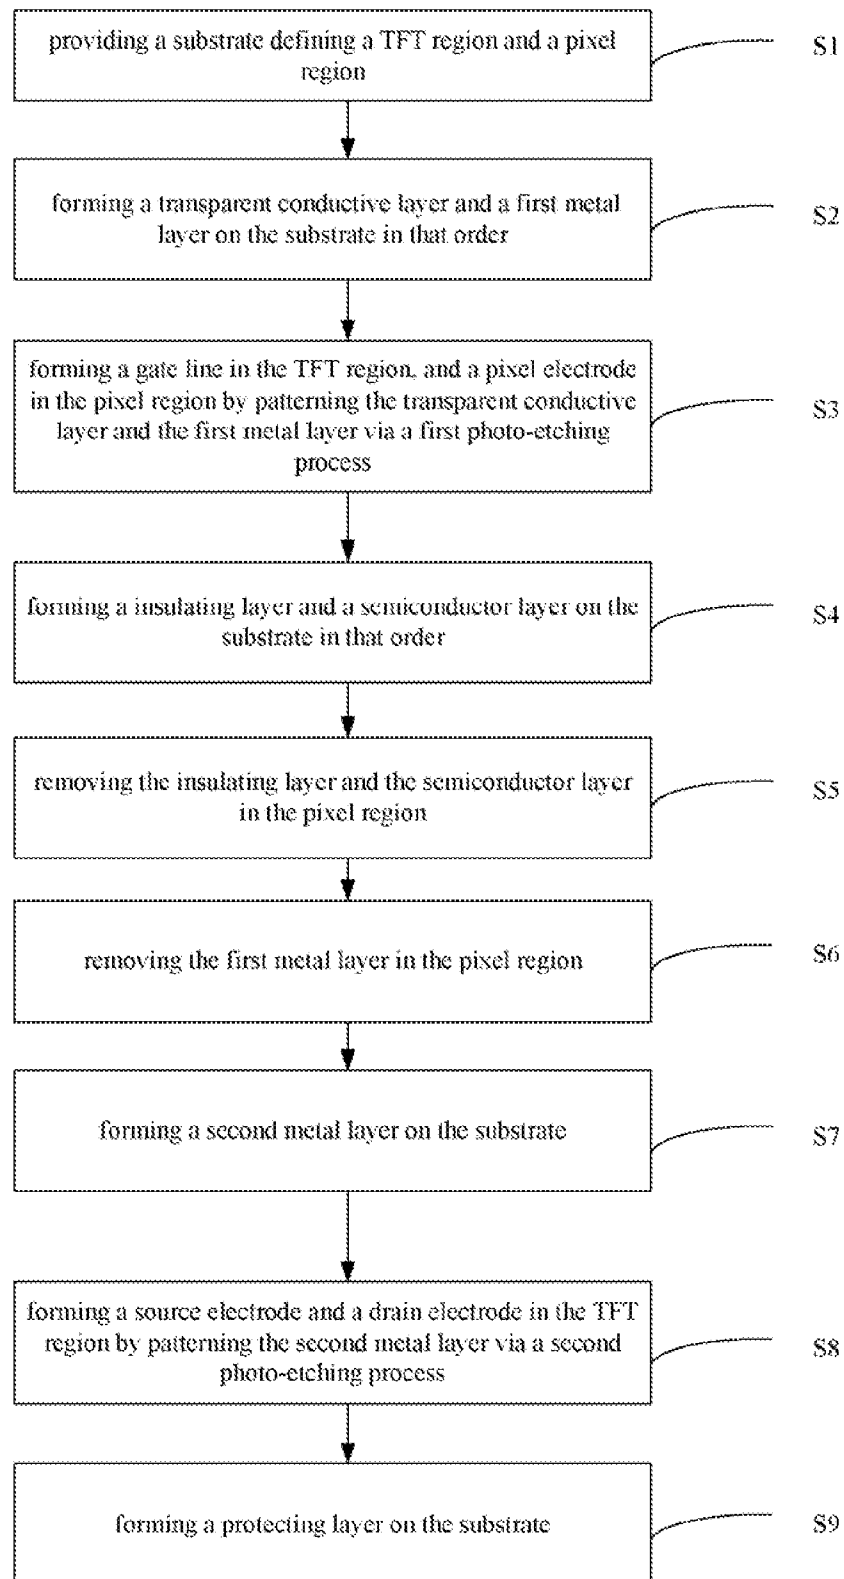 providing a substrate defining a TFT region and a pixel
region
S1
forming a transparent conductive layer and a first metal
layer on the substrate in that order
S2
forming a gate line in the TFT region, and a pixel electrode
in the pixel region by patterning the transparent conductive
layer and the first metal layer via a first photo-etching
process
S3
forming a insulating layer and a semiconductor layer on the
substrate in that order
S4
removing the insulating layer and the semiconductor layer
in the pixel region
S5
removing the first metal layer in the pixel region
S6
forming a second metal layer on the substrate
S7
forming a source electrode and a drain electrode in the TFT
region by patterning the second metal layer via a second
photo-etching process
S8
forming a protecting layer on the substrate
S9